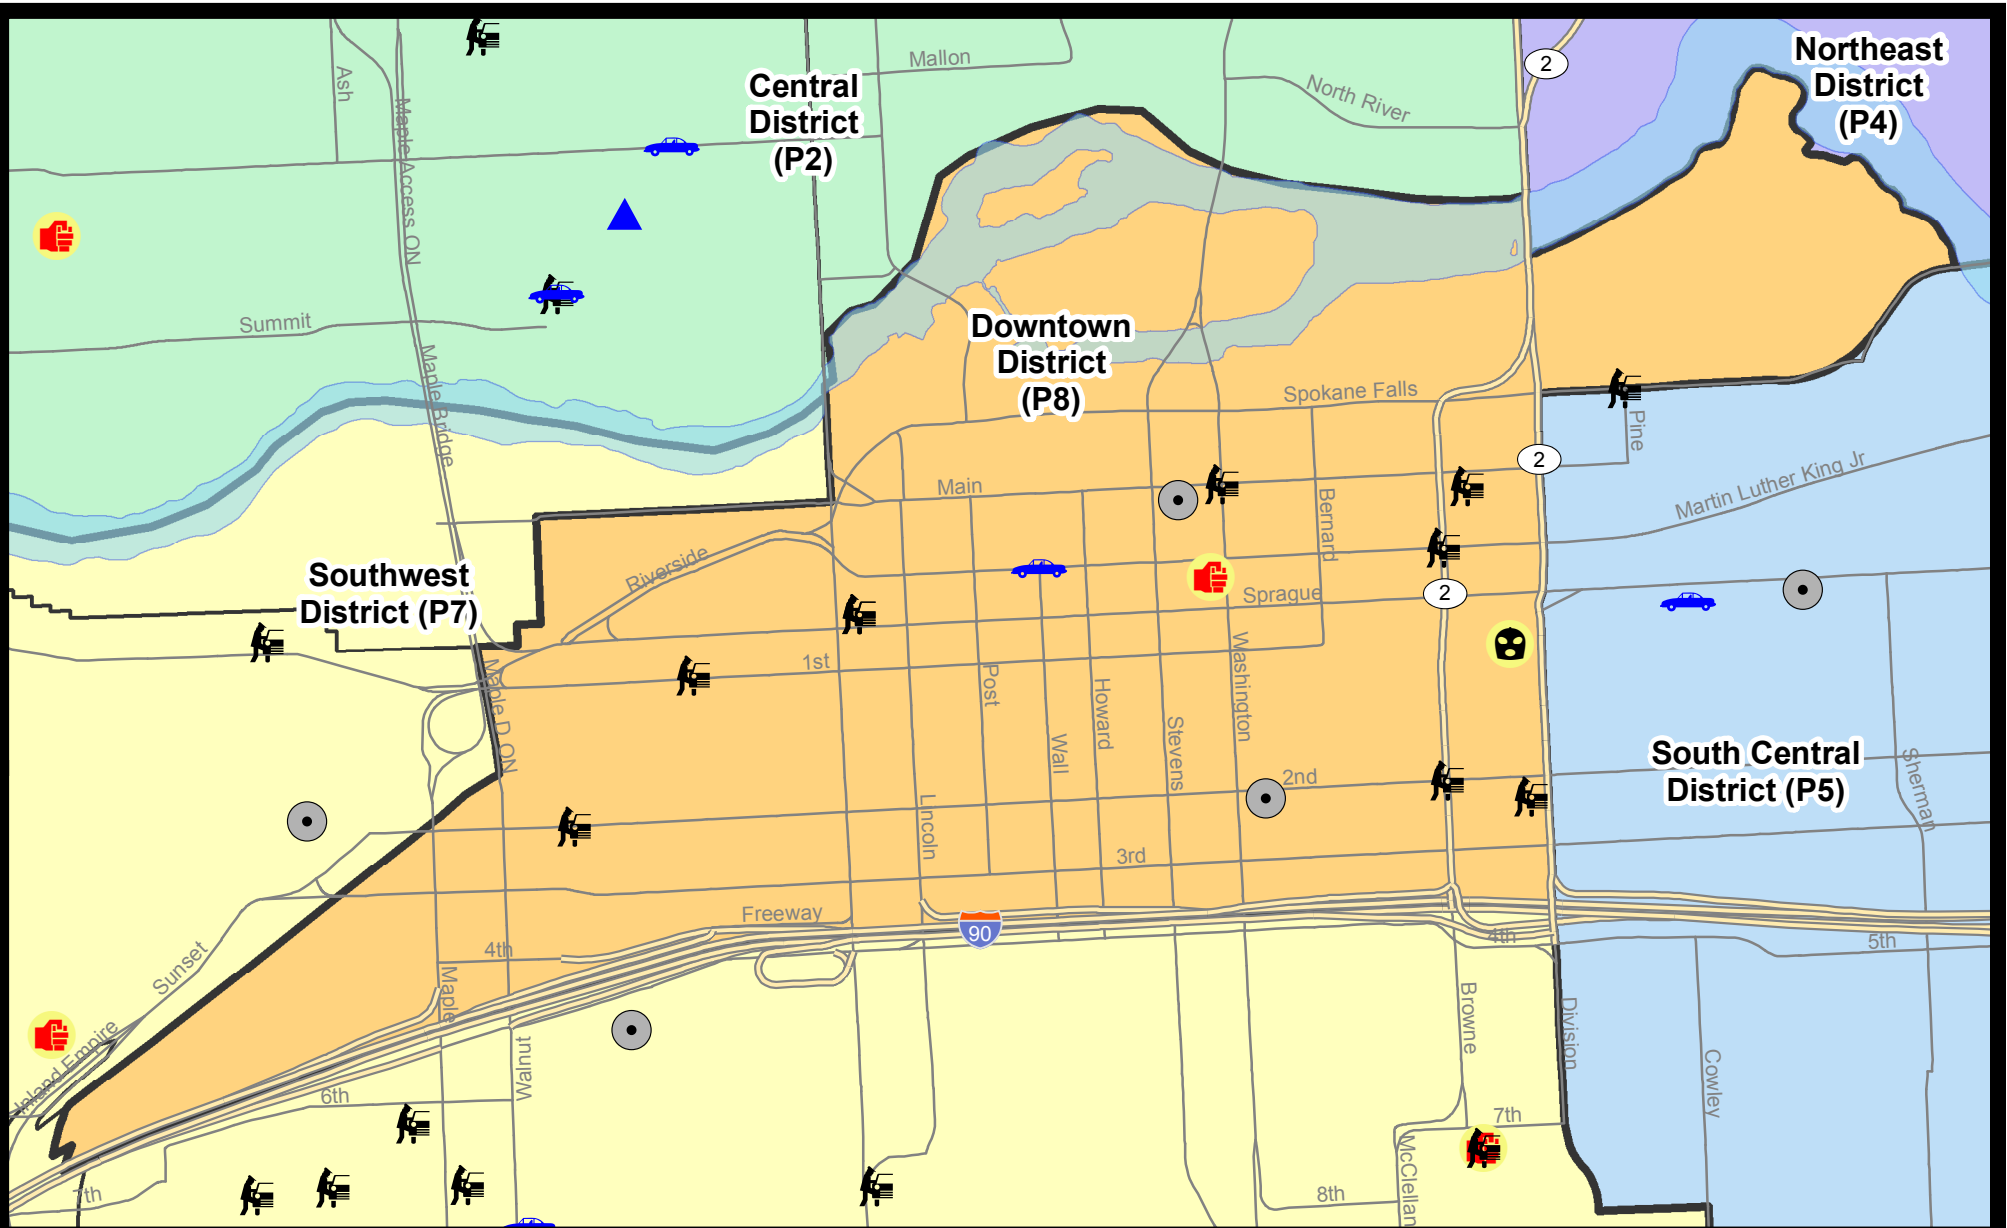 Mallon
2
Northeast
District
(P4)
Central
District
(P2)
Ash
Maple Access ON
North River
Summit
Maple Bridge
Downtown
District
(P8)
Spokane Falls
Pine
2
Martin Luther King Jr
Main
Bernard
Riverside
Southwest
District (P7)
Sprague
2
1st
Maple D ON
Post
Wall
Howard
Stevens
Washington
2nd
South Central
District (P5)
Sherman
Lincoln
3rd
Freeway
90
4th
4th
5th
Sunset
Maple
Walnut
Inland Empire
6th
Browne
Division
Cowley
7th
McClellan
7th
8th